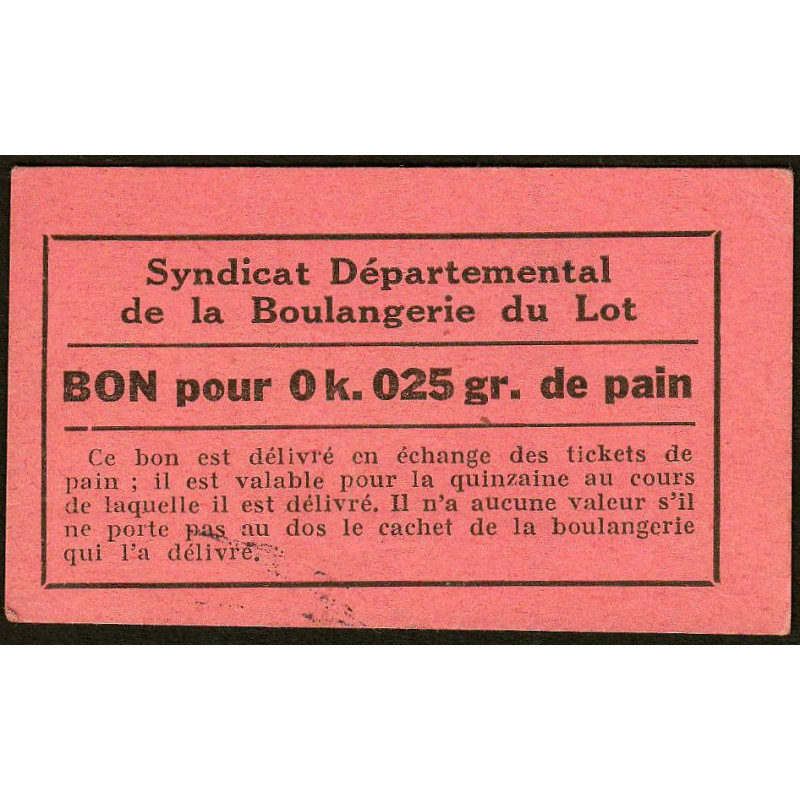 Syndicat Départemental
de la Boulangerie du Lot
BON pour 0 k. 025 gr. de pain
Ce bon est délivré en échange des tickets de
pain ; il est valable pour la quinzaine au cours
de laquelle il est délivré. Il n'a aucune valeur s'il
ne porte pas au dos le cachet de la boulangerie
qui l'a délivré.